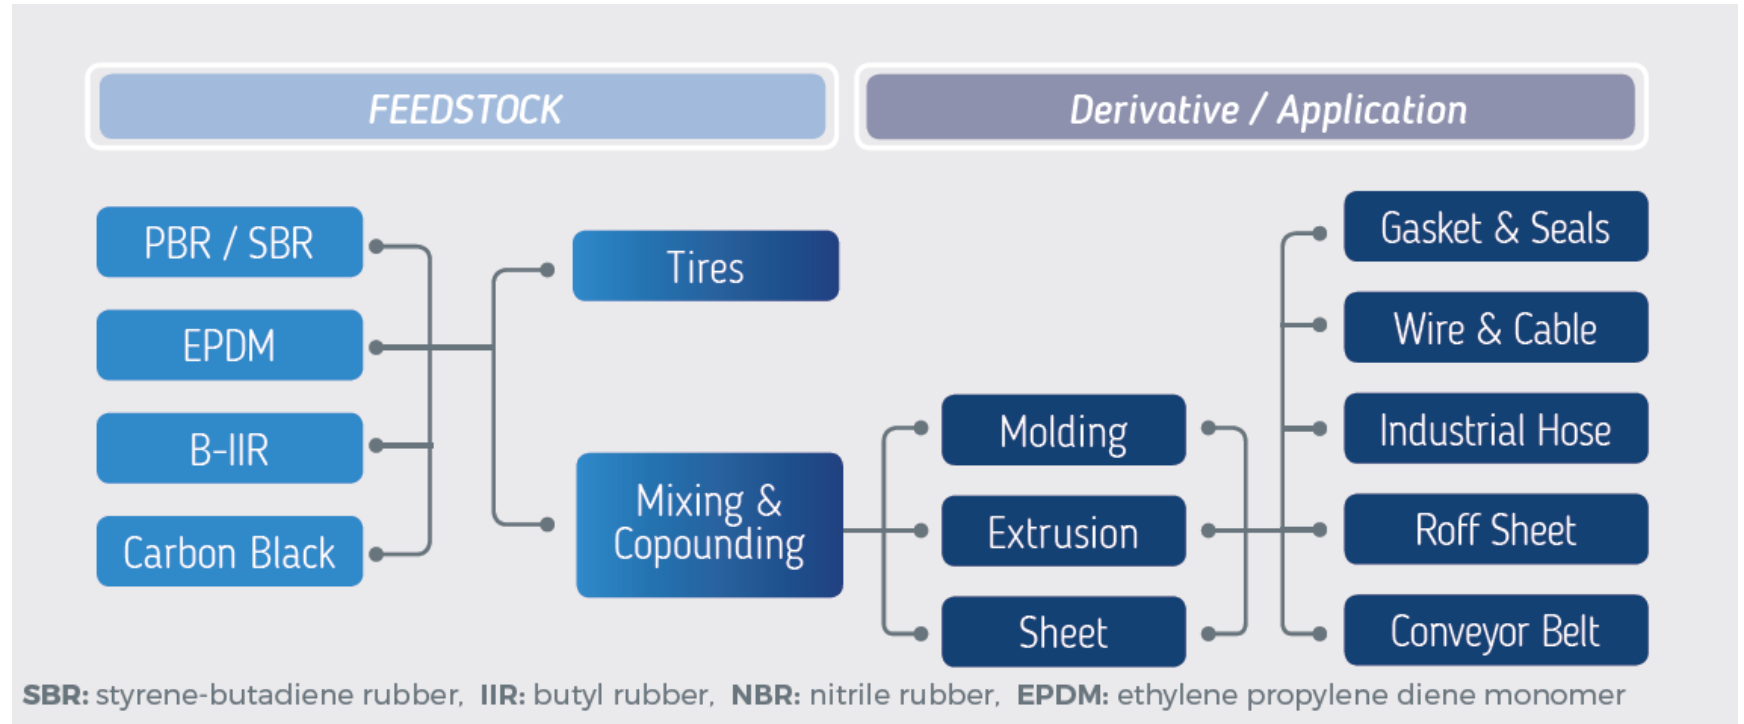 FEEDSTOCK
Derivative / Application
PBR / SBR
EPDM
B-IIR
Carbon Black
Tires
Mixing &
Copounding
Molding
Extrusion
Sheet
Gasket & Seals
Wire & Cable
Industrial Hose
Roff Sheet
Conveyor Belt
SBR: styrene-butadiene rubber, IIR: butyl rubber, NBR: nitrile rubber, EPDM: ethylene propylene diene monomer